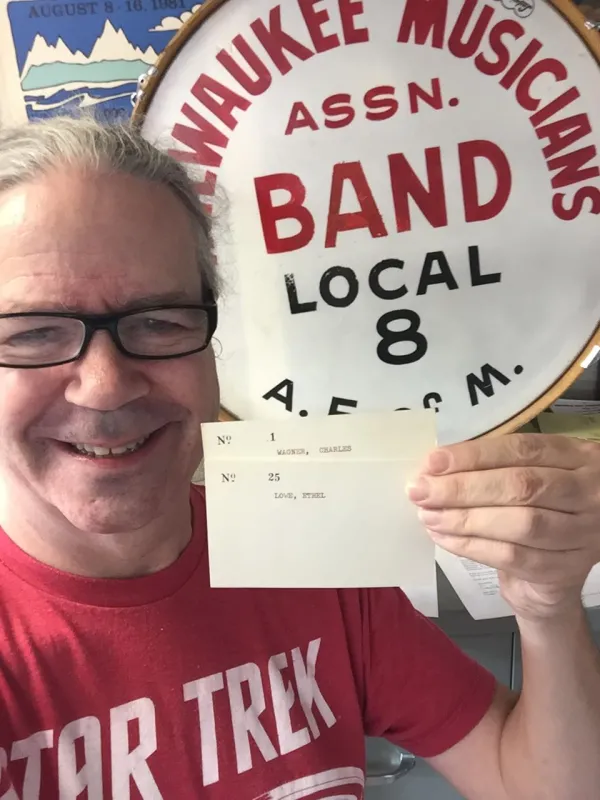 AUGUST 8-16, 1981
MILWAUKEE MUSICIANS
ASSN.
BAND
LOCAL
8
A. F. of M.
Nº 1
WAGNER, CHARLES
Nº 25
LOWE, ETHEL
STAR TREK